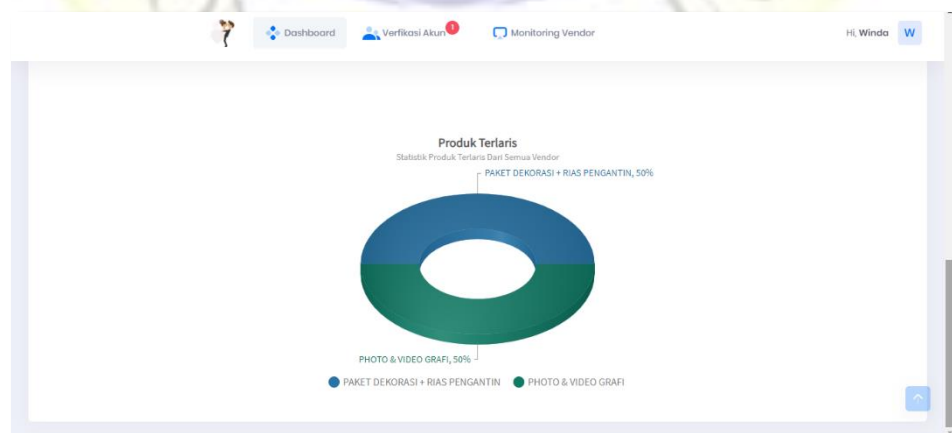 Dashboard Verfikasi Akun 1 Monitoring Vendor Hi, Winda W
Produk Terlaris
Statistik Produk Terlaris Dari Semua Vendor
PAKET DEKORASI + RIAS PENGANTIN, 50%
PHOTO & VIDEO GRAFI, 50%
PAKET DEKORASI + RIAS PENGANTIN PHOTO & VIDEO GRAFI